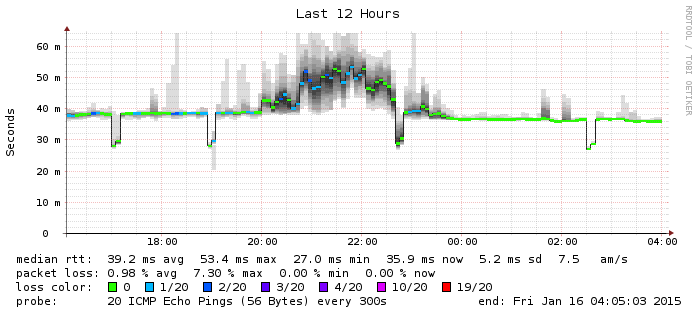 Last 12 Hours
RRDTOOL / TOBI OETIKER
Seconds
60 m
50 m
40 m
30 m
20 m
10 m
0
18:00 20:00 22:00 00:00 02:00 04:00
median rtt: 39.2 ms avg 53.4 ms max 27.0 ms min 35.9 ms now 5.2 ms sd 7.5 am/s
packet loss: 0.98 % avg 7.30 % max 0.00 % min 0.00 % now
loss color: 0 1/20 2/20 3/20 4/20 10/20 19/20
probe: 20 ICMP Echo Pings (56 Bytes) every 300s end: Fri Jan 16 04:05:03 2015